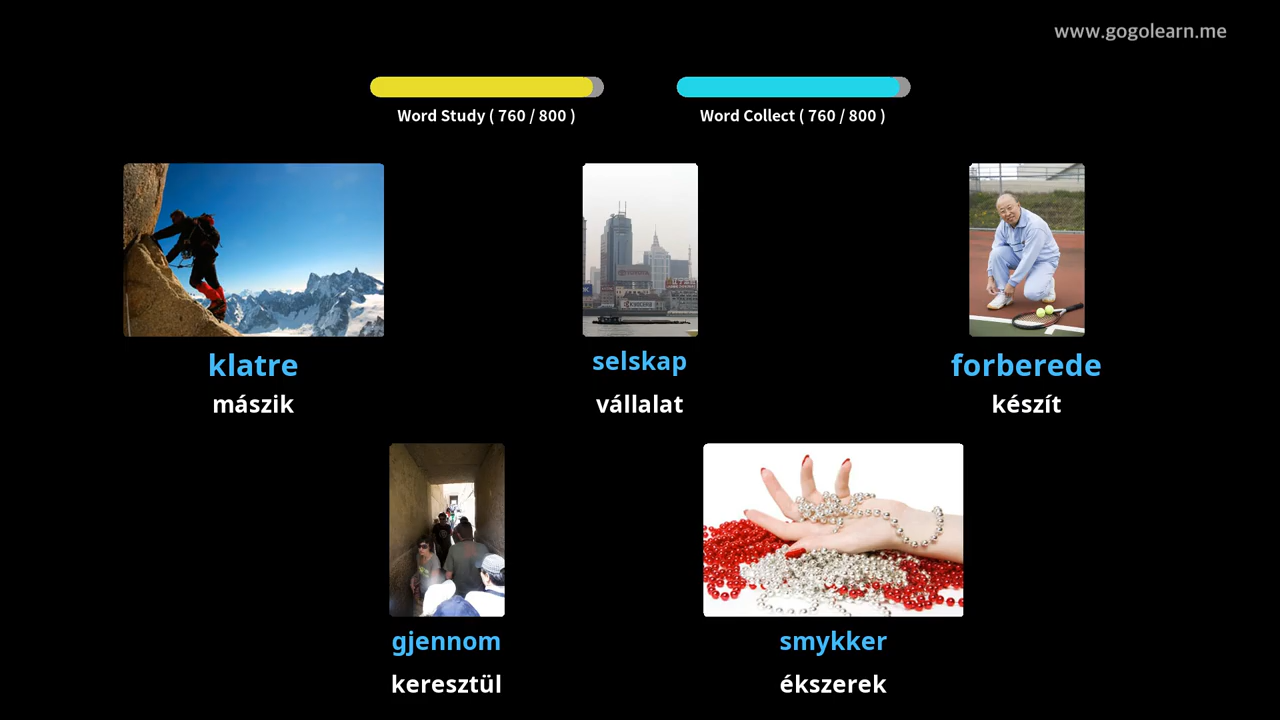 www.gogolearn.me
Word Study ( 760 / 800 )
Word Collect ( 760 / 800 )
TOYOTA
klatre
selskap
forberede
mászik
vállalat
készít
gjennom
smykker
keresztül
ékszerek